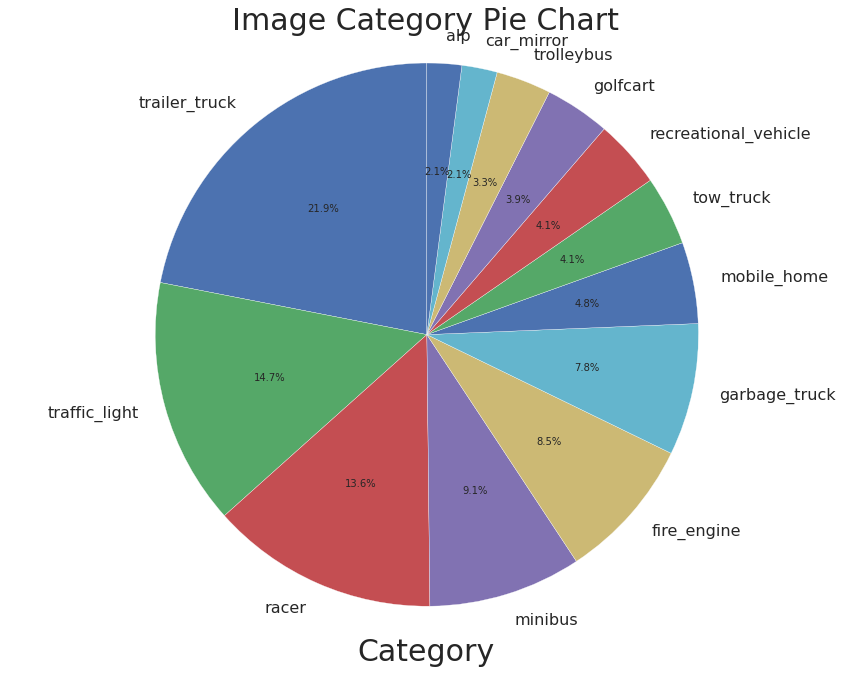 Image Category Pie Chart
alp
car_mirror
trolleybus
golfcart
recreational_vehicle
tow_truck
mobile_home
garbage_truck
fire_engine
minibus
racer
traffic_light
trailer_truck
2.1%
2.1%
3.3%
3.9%
4.1%
4.1%
4.8%
7.8%
8.5%
9.1%
13.6%
14.7%
21.9%
Category